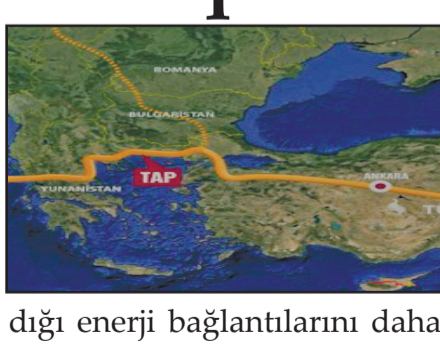 ROMANYA
BULGARİSTAN
TAP
ANKARA
YUNANİSTAN
dığı enerji bağlantılarını daha